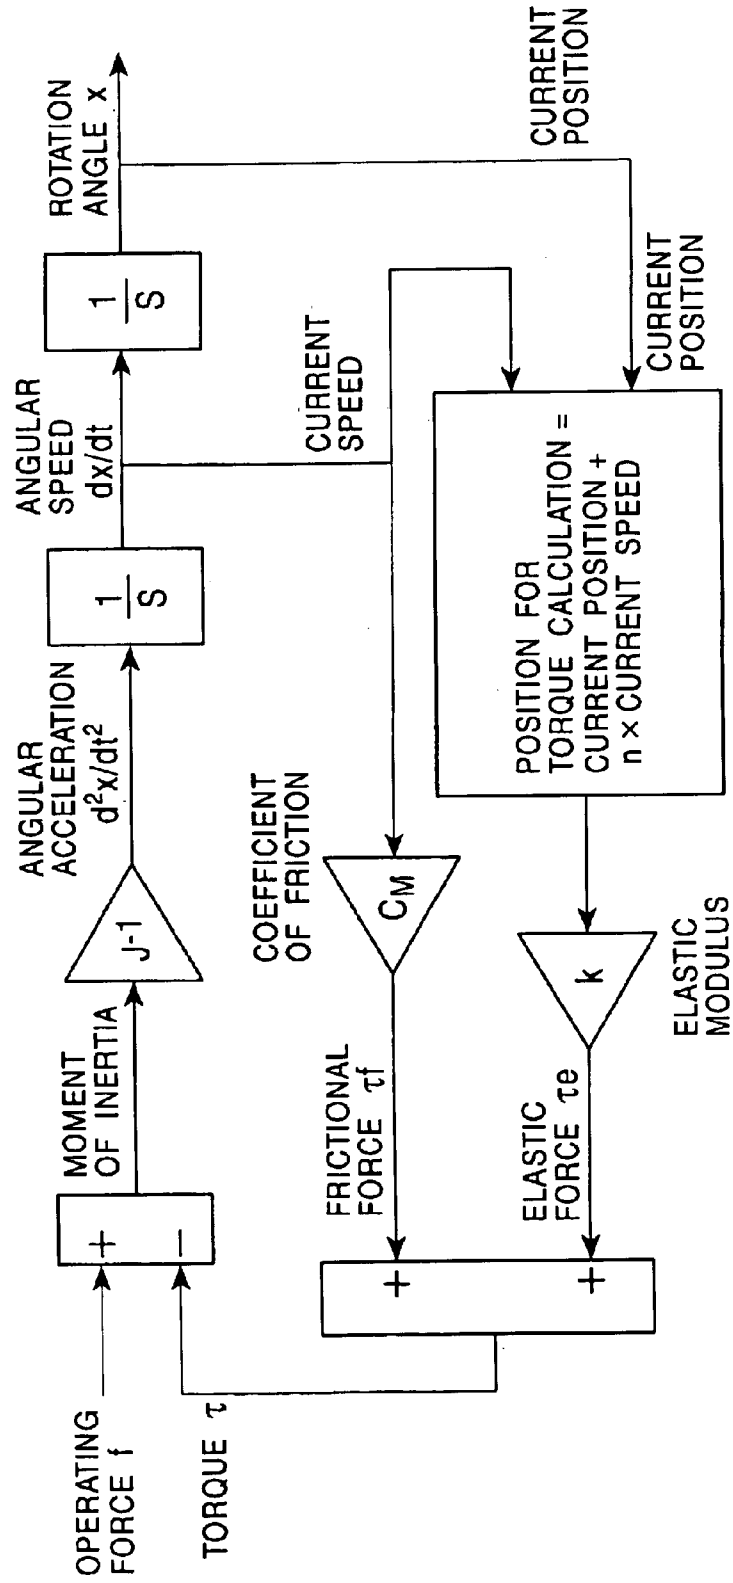 OPERATING
FORCE f
TORQUE τ
+
−
MOMENT
OF INERTIA
J-1
ANGULAR
ACCELERATION
d²x/dt²
1
S
ANGULAR
SPEED
dx/dt
1
S
ROTATION
ANGLE x
+
+
FRICTIONAL
FORCE τf
COEFFICIENT
OF FRICTION
CM
CURRENT
SPEED
ELASTIC
FORCE τe
k
ELASTIC
MODULUS
POSITION FOR
TORQUE CALCULATION =
CURRENT POSITION +
n × CURRENT SPEED
CURRENT
POSITION
CURRENT
POSITION